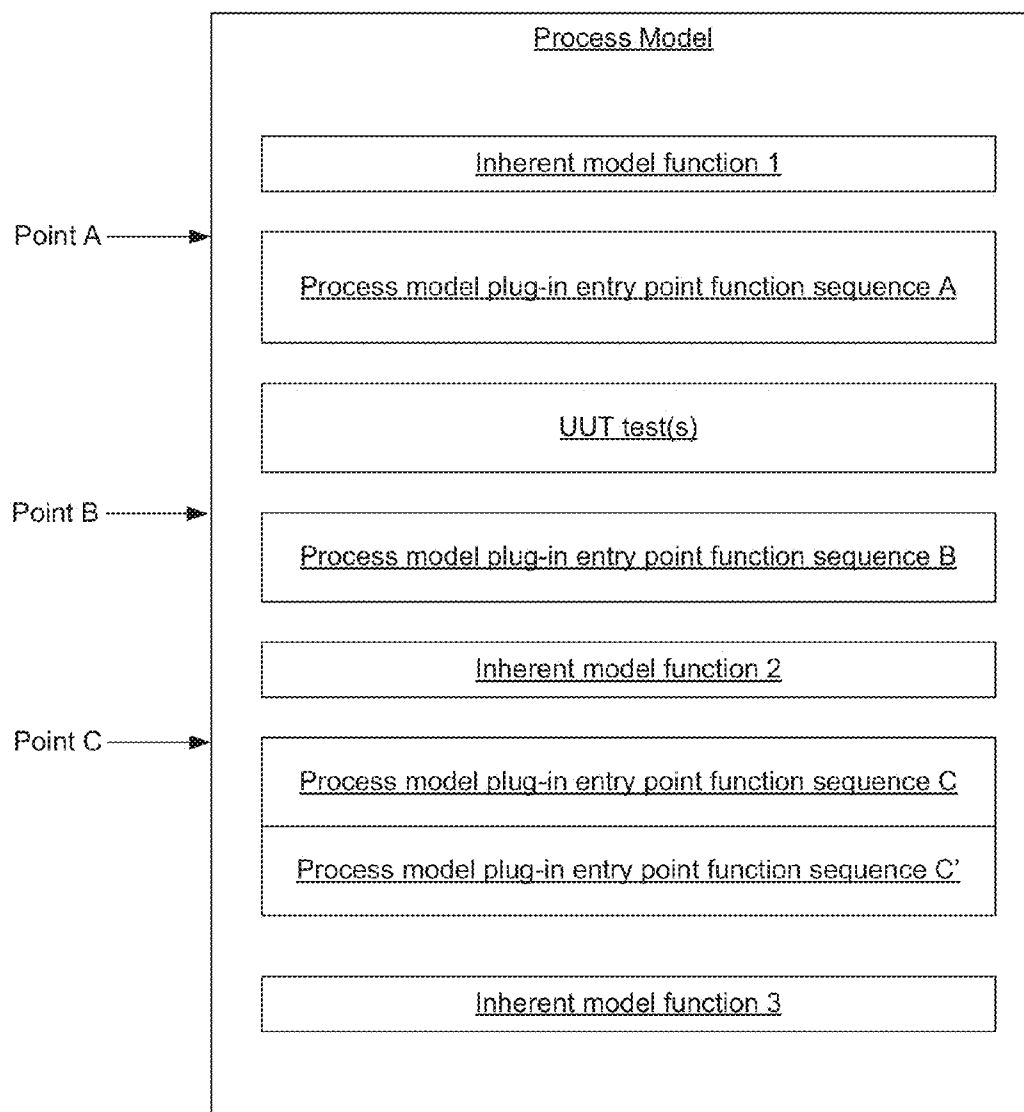 Process Model
Inherent model function 1
Point A
Process model plug-in entry point function sequence A
UUT test(s)
Point B
Process model plug-in entry point function sequence B
Inherent model function 2
Point C
Process model plug-in entry point function sequence C
Process model plug-in entry point function sequence C'
Inherent model function 3